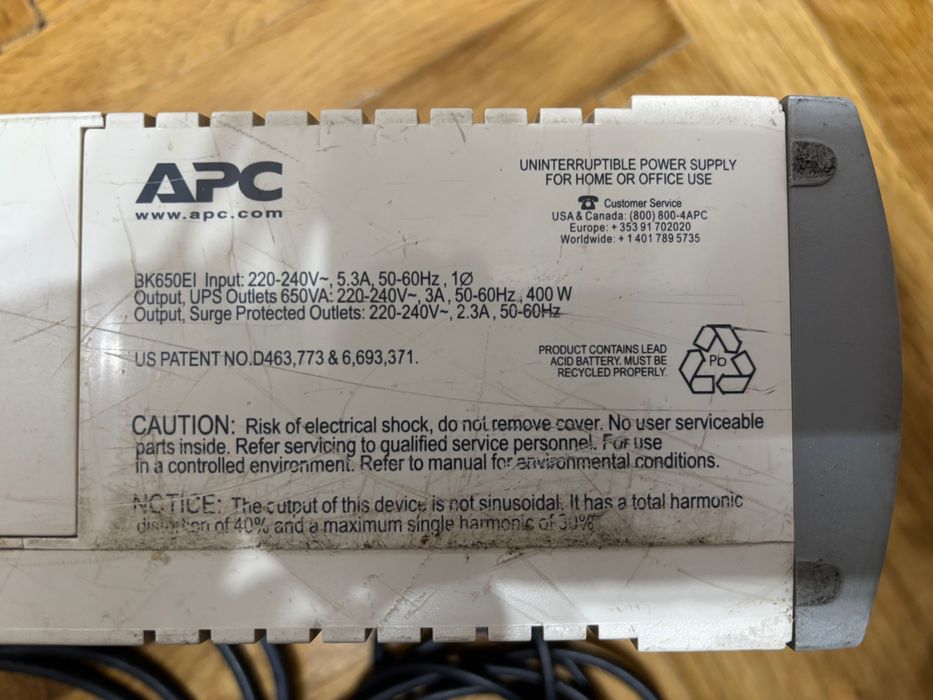 APC
www.apc.com
UNINTERRUPTIBLE POWER SUPPLY
FOR HOME OR OFFICE USE
☎ Customer Service
USA & Canada: (800) 800-4APC
Europe: + 353 91 702020
Worldwide: + 1 401 789 5735
BK650EI Input: 220-240V~, 5.3A, 50-60Hz , 1Ø
Output, UPS Outlets 650VA: 220-240V~, 3A , 50-60Hz , 400 W
Output, Surge Protected Outlets: 220-240V~, 2.3A , 50-60Hz
US PATENT NO.D463,773 & 6,693,371.
PRODUCT CONTAINS LEAD
ACID BATTERY. MUST BE
RECYCLED PROPERLY.
Pb
CAUTION: Risk of electrical shock, do not remove cover. No user serviceable
parts inside. Refer servicing to qualified service personnel. For use
in a controlled environment. Refer to manual for environmental conditions.
NOTICE: The output of this device is not sinusoidal. It has a total harmonic
distortion of 40% and a maximum single harmonic of 30%